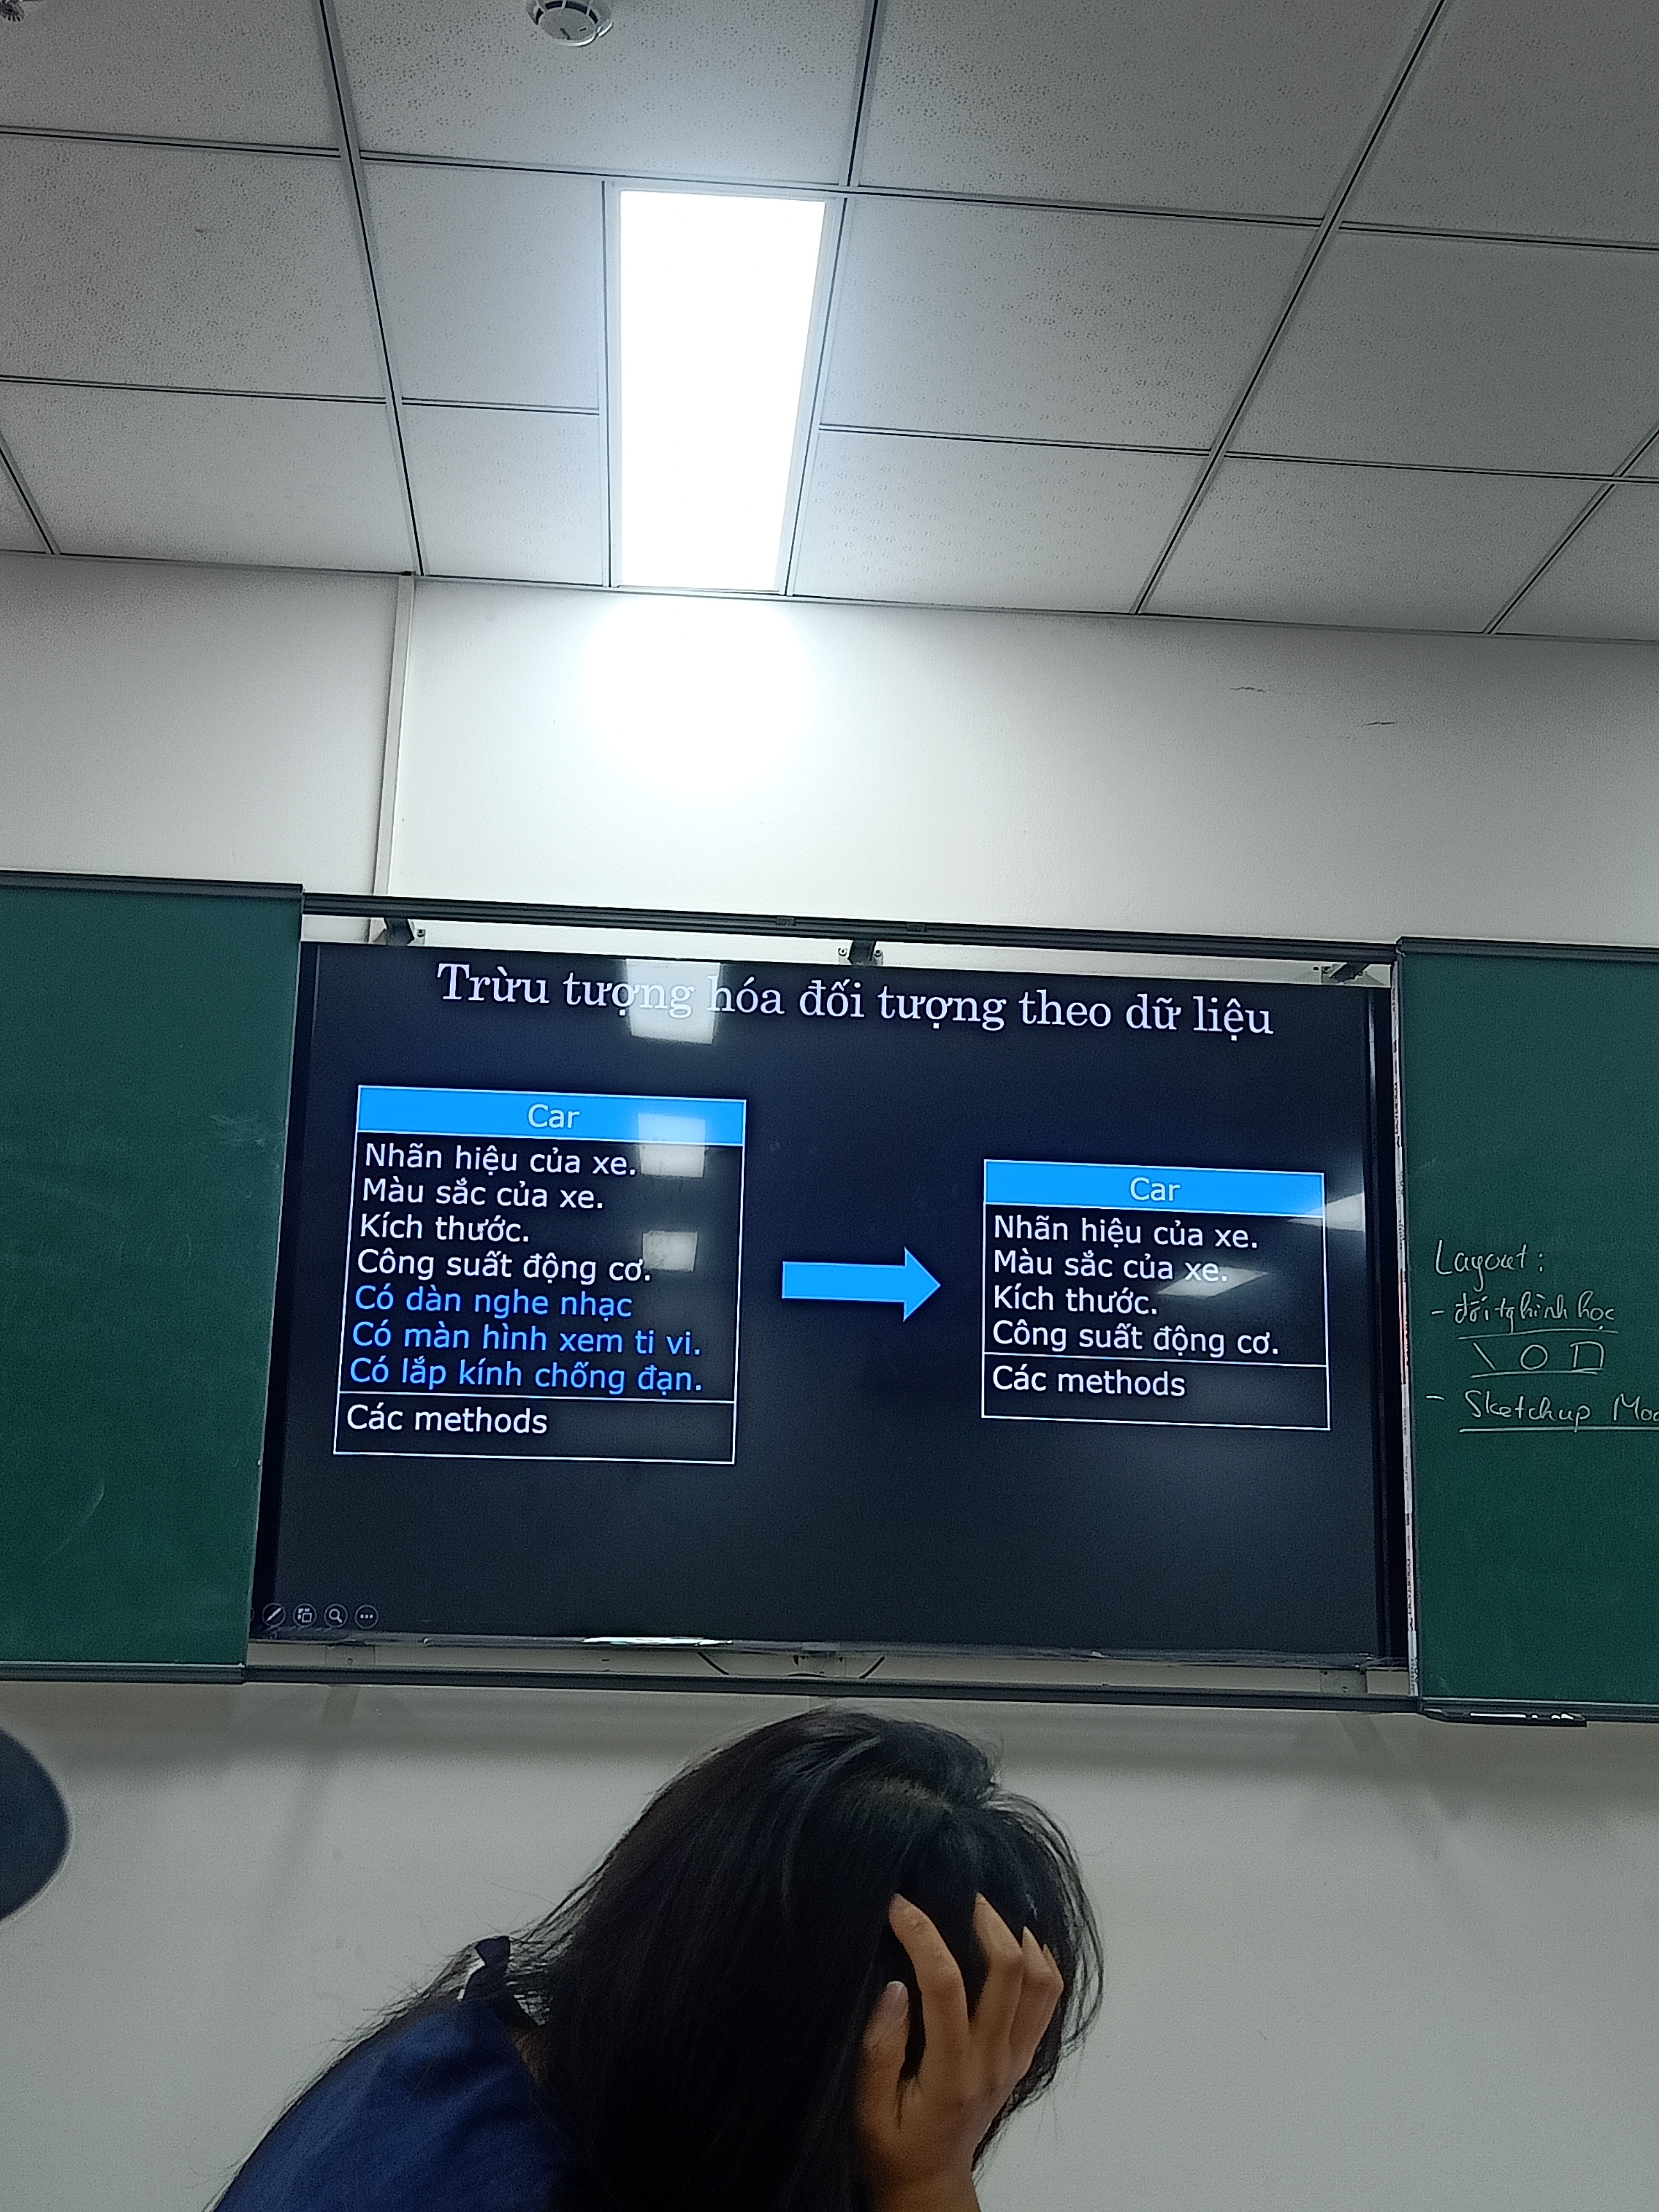 Trừu tượng hóa đối tượng theo dữ liệu
Car
Nhãn hiệu của xe.
Màu sắc của xe.
Kích thước.
Công suất động cơ.
Có dàn nghe nhạc
Có màn hình xem ti vi.
Có lắp kính chống đạn.
Các methods
Car
Nhãn hiệu của xe.
Màu sắc của xe.
Kích thước.
Công suất động cơ.
Các methods
Layout:
- đối tg hình học
- Sketchup